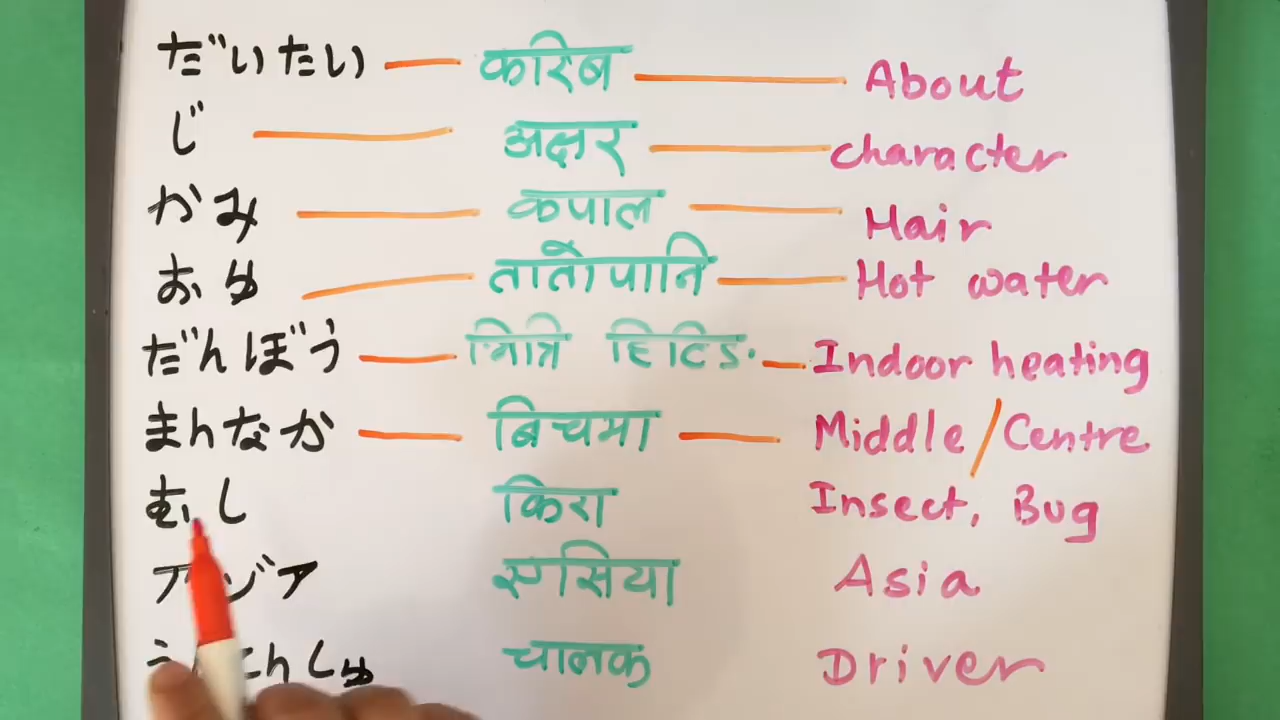 だいたい करिब About
じ अक्षर character
かみ कपाल Hair
おゆ तातोपानि Hot water
だんぼう भित्रि हिटिङ Indoor heating
まんなか बिचमा Middle / Centre
むし किरा Insect, Bug
アジア एसिया Asia
चालक Driver